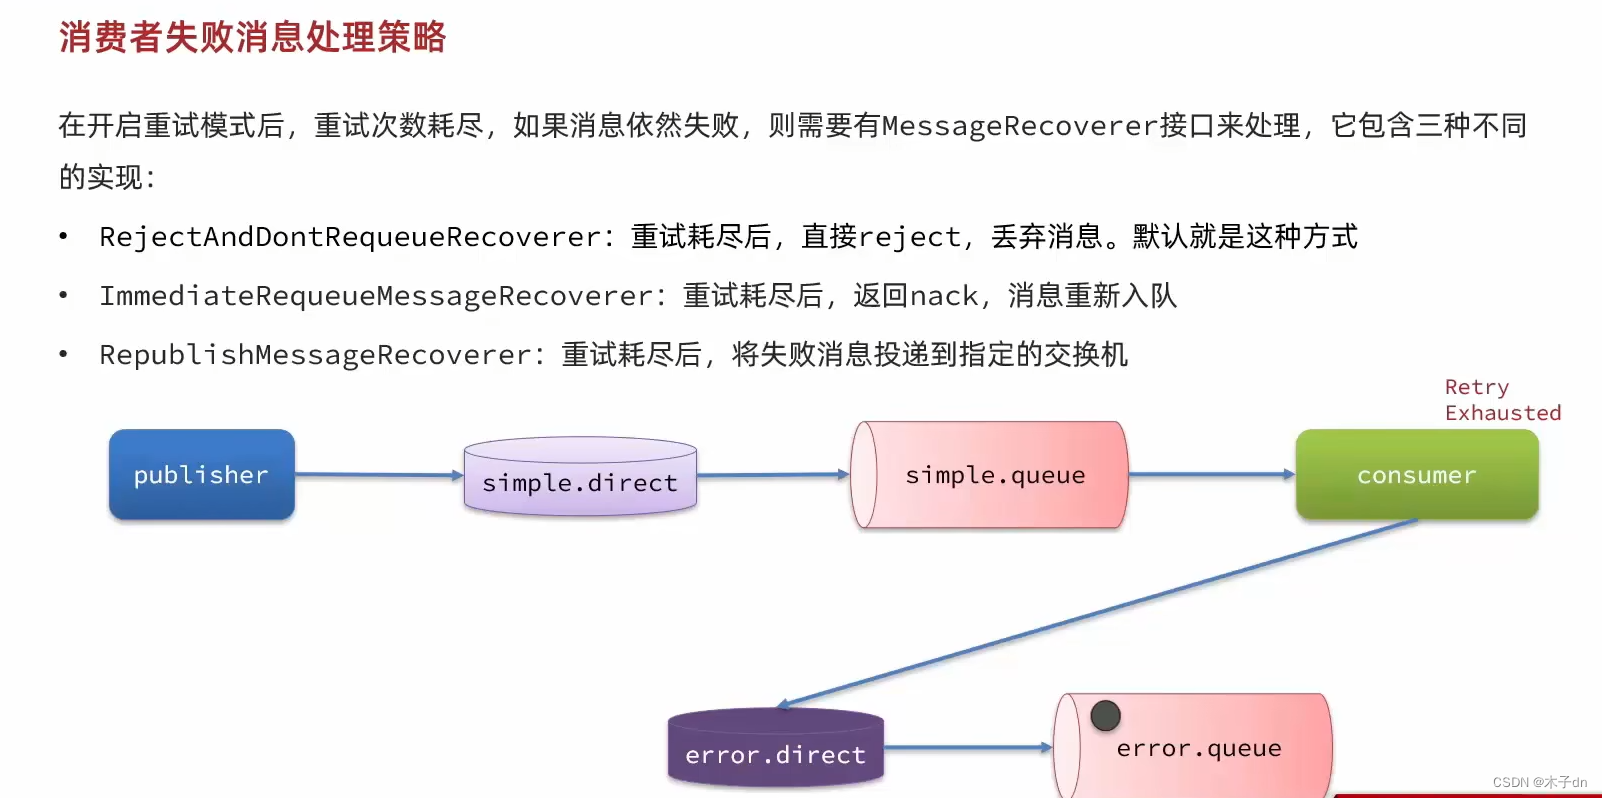 消费者失败消息处理策略
在开启重试模式后，重试次数耗尽，如果消息依然失败，则需要有MessageRecoverer接口来处理，它包含三种不同
的实现：
• RejectAndDontRequeueRecoverer：重试耗尽后，直接reject，丢弃消息。默认就是这种方式
• ImmediateRequeueMessageRecoverer：重试耗尽后，返回nack，消息重新入队
• RepublishMessageRecoverer：重试耗尽后，将失败消息投递到指定的交换机
Retry
Exhausted
publisher
simple.direct
simple.queue
consumer
error.direct
error.queue
CSDN @木子dn